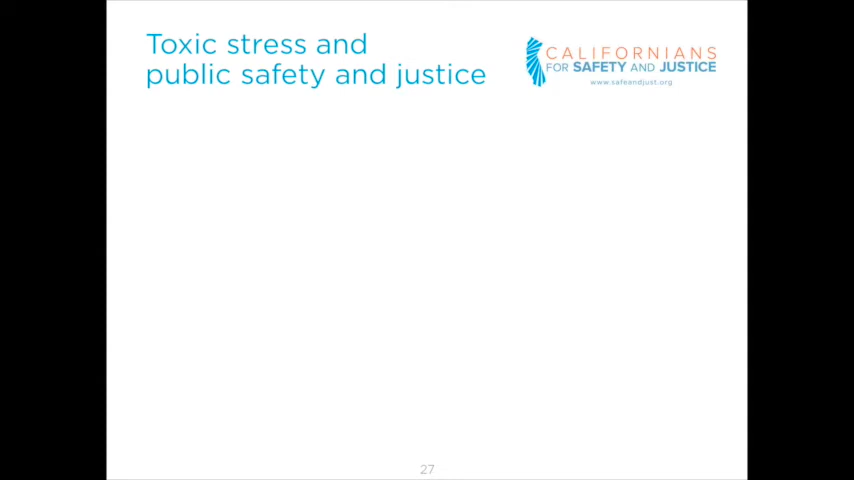 Toxic stress and
public safety and justice
CALIFORNIANS
FOR SAFETY AND JUSTICE
www.safeandjust.org
27